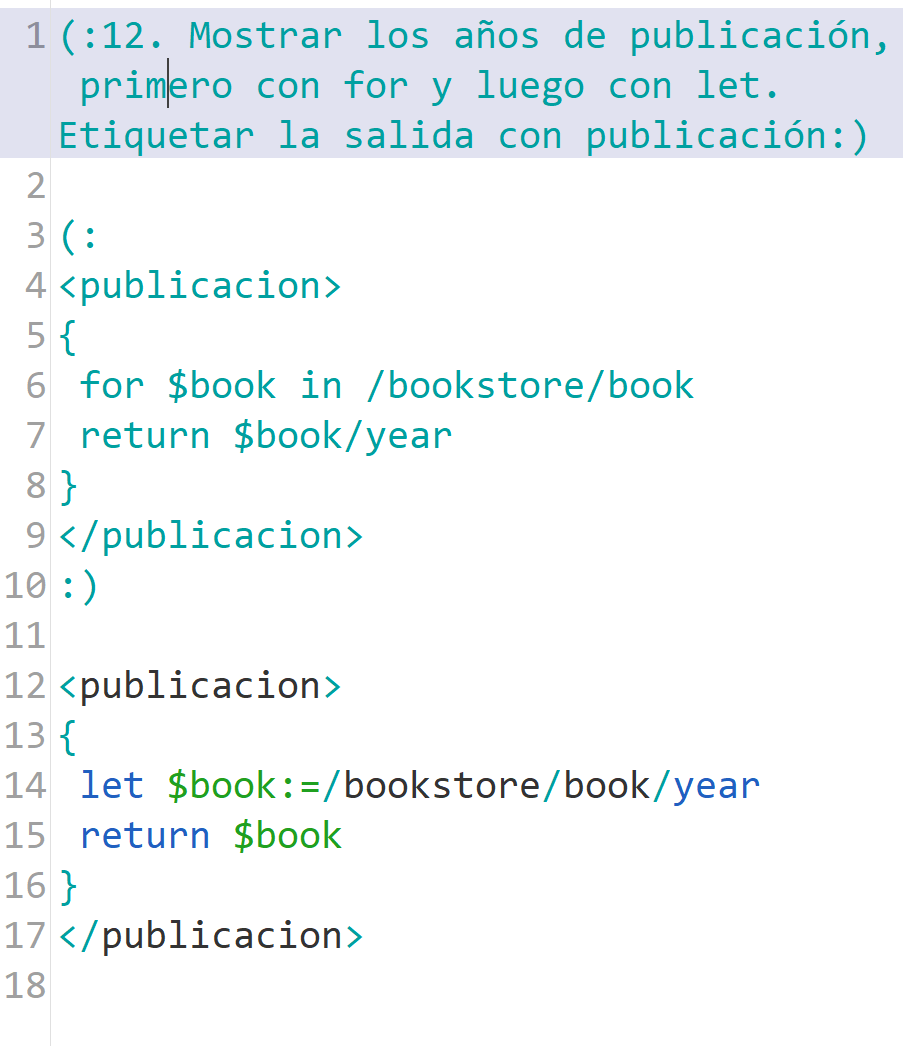 1 (:12. Mostrar los años de publicación,
primero con for y luego con let.
Etiquetar la salida con publicación:)
2
3 (:
4 <publicacion>
5 {
6 for $book in /bookstore/book
7 return $book/year
8 }
9 </publicacion>
10 :)
11
12 <publicacion>
13 {
14 let $book:=/bookstore/book/year
15 return $book
16 }
17 </publicacion>
18